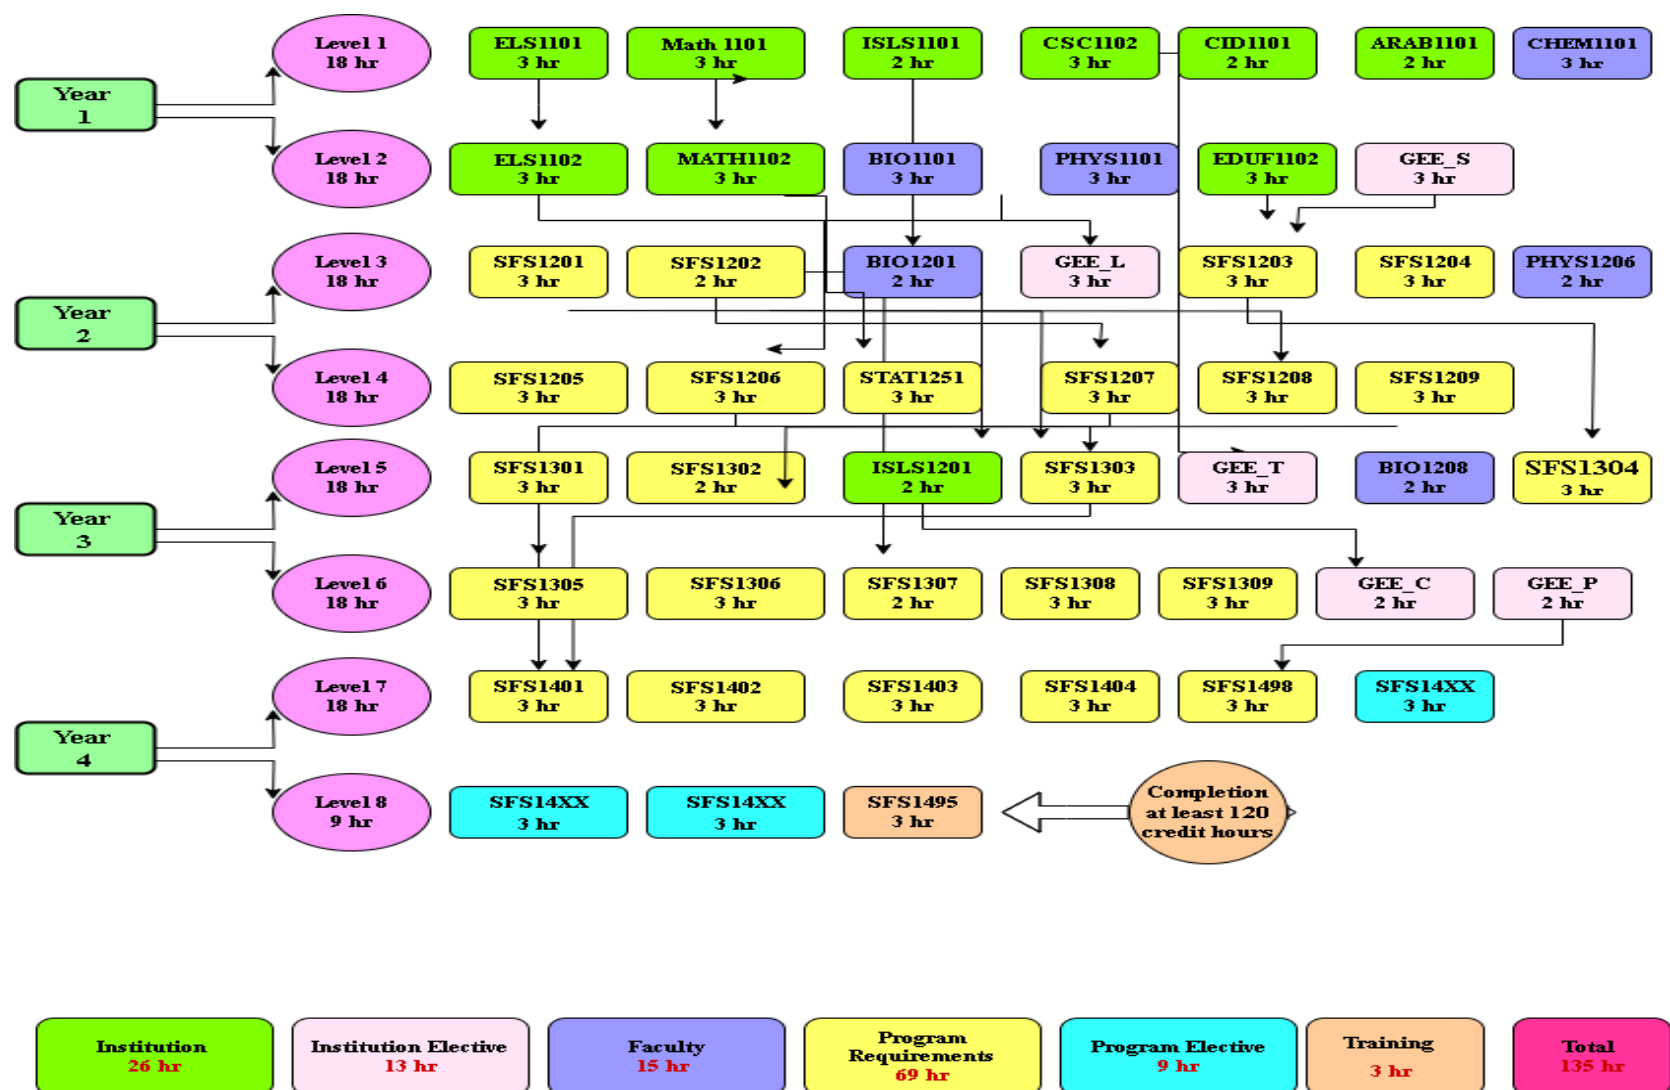 Level 1
18 hr
ELS1101
3 hr
Math 1101
3 hr
ISLS1101
2 hr
CSC1102
3 hr
CID1101
2 hr
ARAB1101
2 hr
CHEM1101
3 hr
Year
1
Level 2
18 hr
ELS1102
3 hr
MATH1102
3 hr
BIO1101
3 hr
PHYS1101
3 hr
EDUF1102
3 hr
GEE_S
3 hr
Level 3
18 hr
SFS1201
3 hr
SFS1202
2 hr
BIO1201
2 hr
GEE_L
3 hr
SFS1203
3 hr
SFS1204
3 hr
PHYS1206
2 hr
Year
2
Level 4
18 hr
SFS1205
3 hr
SFS1206
3 hr
STAT1251
3 hr
SFS1207
3 hr
SFS1208
3 hr
SFS1209
3 hr
Level 5
18 hr
SFS1301
3 hr
SFS1302
2 hr
ISLS1201
2 hr
SFS1303
3 hr
GEE_T
3 hr
BIO1208
2 hr
SFS1304
3 hr
Year
3
Level 6
18 hr
SFS1305
3 hr
SFS1306
3 hr
SFS1307
2 hr
SFS1308
3 hr
SFS1309
3 hr
GEE_C
2 hr
GEE_P
2 hr
Level 7
18 hr
SFS1401
3 hr
SFS1402
3 hr
SFS1403
3 hr
SFS1404
3 hr
SFS1498
3 hr
SFS14XX
3 hr
Year
4
Level 8
9 hr
SFS14XX
3 hr
SFS14XX
3 hr
SFS1495
3 hr
Completion
at least 120
credit hours
Institution
26 hr
Institution Elective
13 hr
Faculty
15 hr
Program
Requirements
69 hr
Program Elective
9 hr
Training
3 hr
Total
135 hr